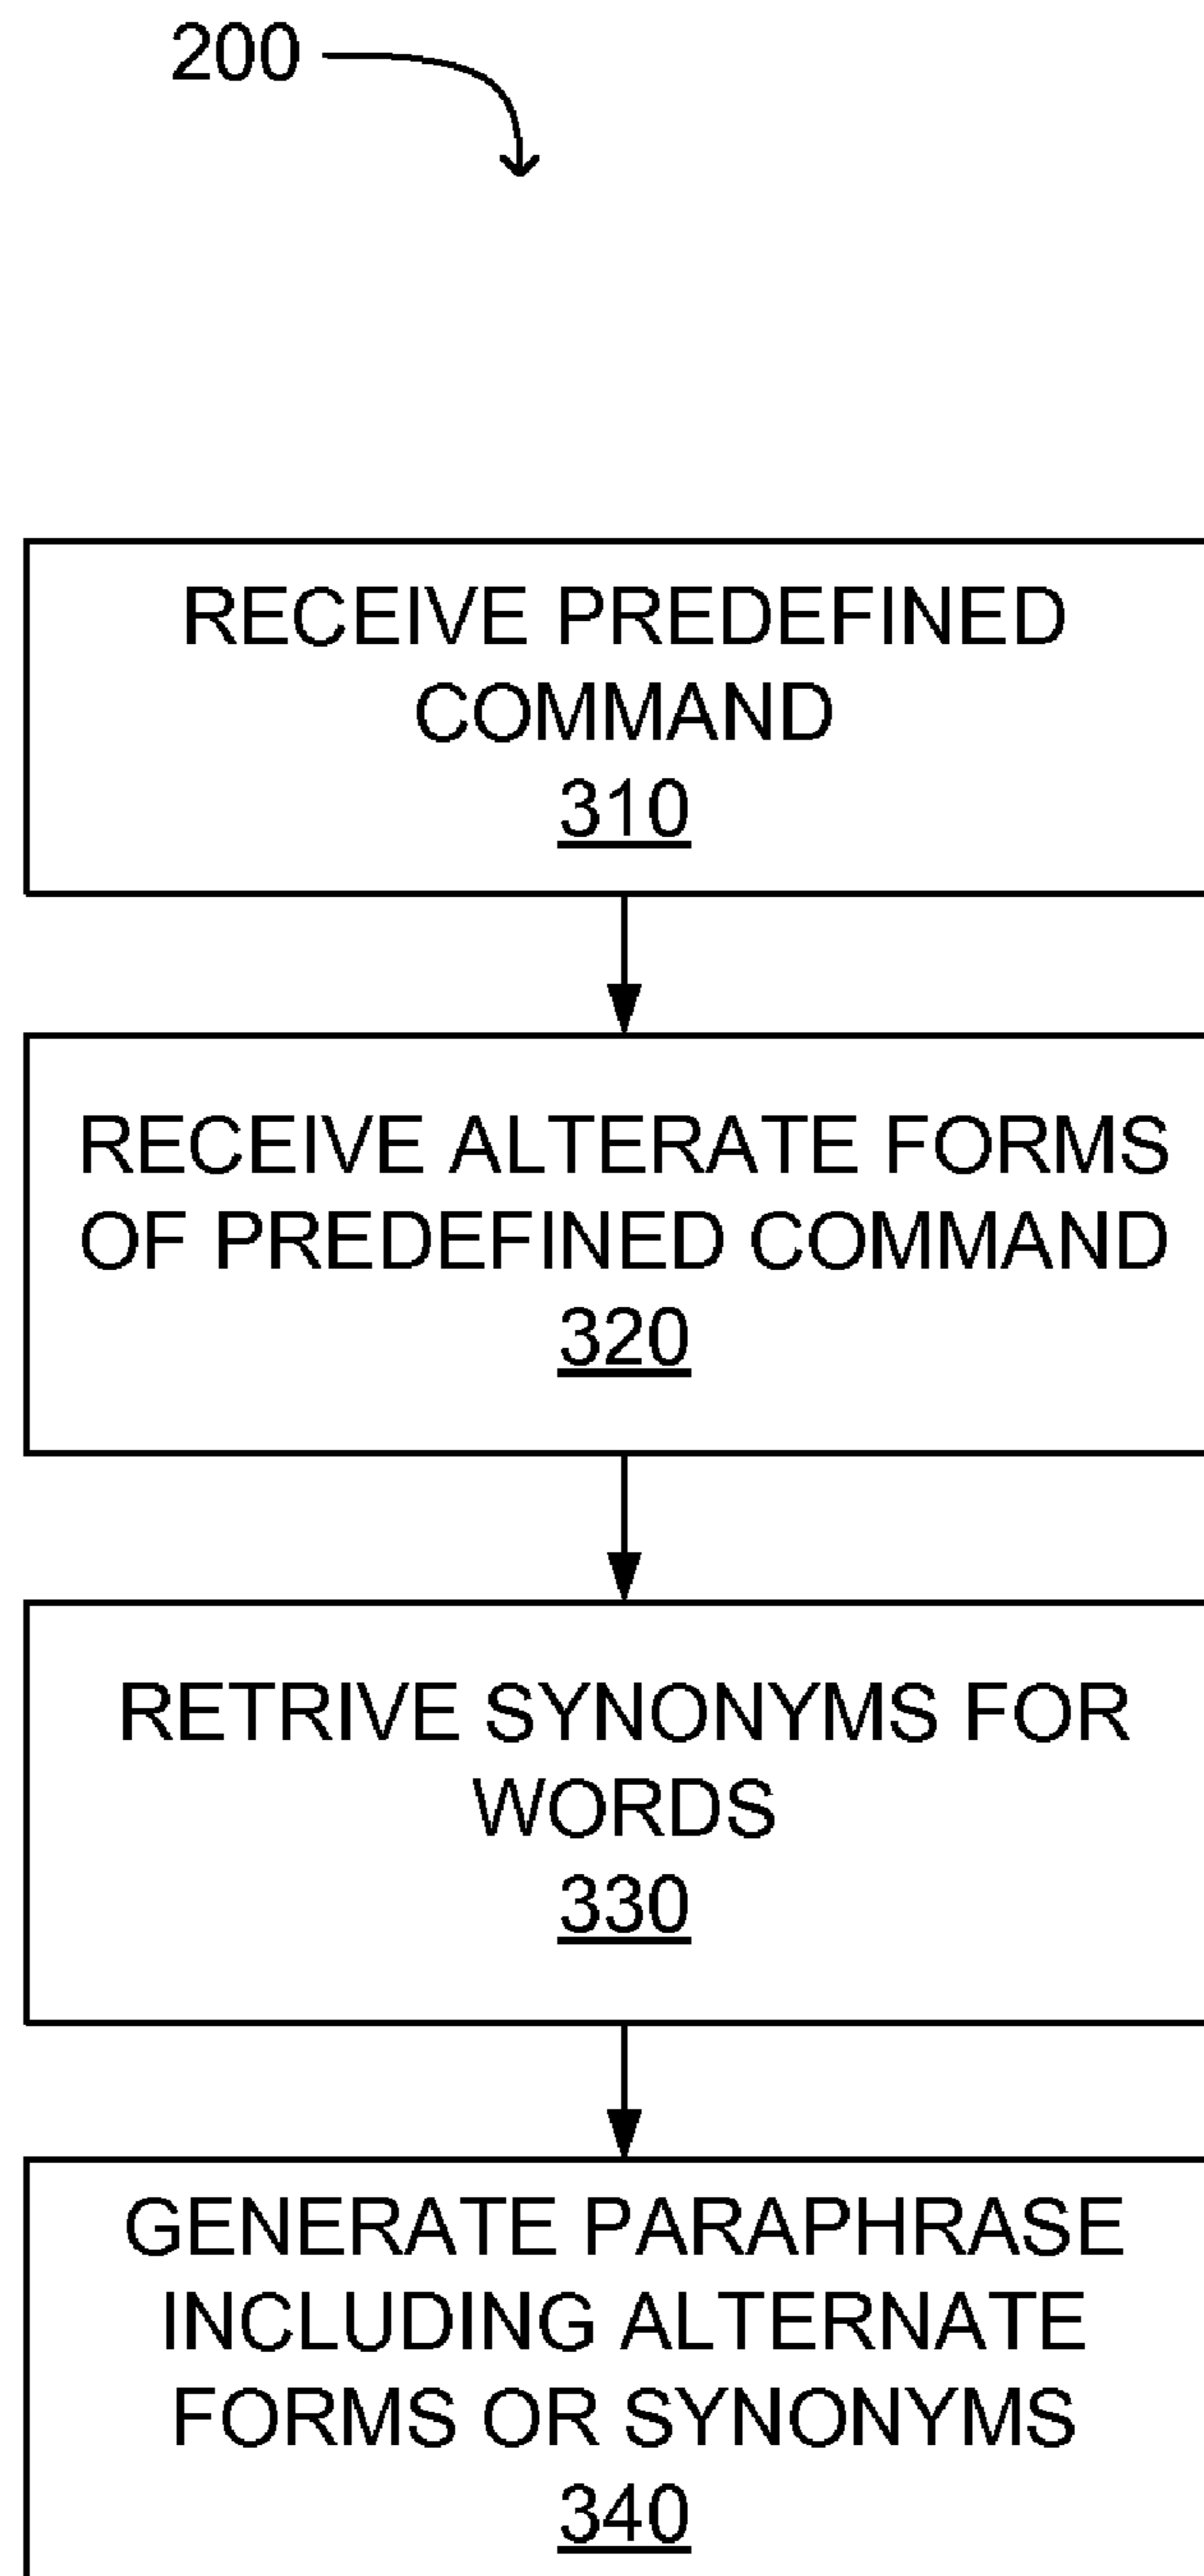 200
RECEIVE PREDEFINED
COMMAND
310
RECEIVE ALTERATE FORMS
OF PREDEFINED COMMAND
320
RETRIVE SYNONYMS FOR
WORDS
330
GENERATE PARAPHRASE
INCLUDING ALTERNATE
FORMS OR SYNONYMS
340